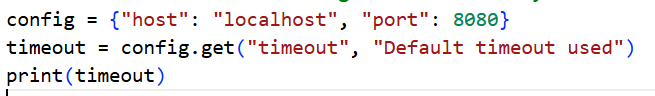 config = {"host": "localhost", "port": 8080}
timeout = config.get("timeout", "Default timeout used")
print(timeout)